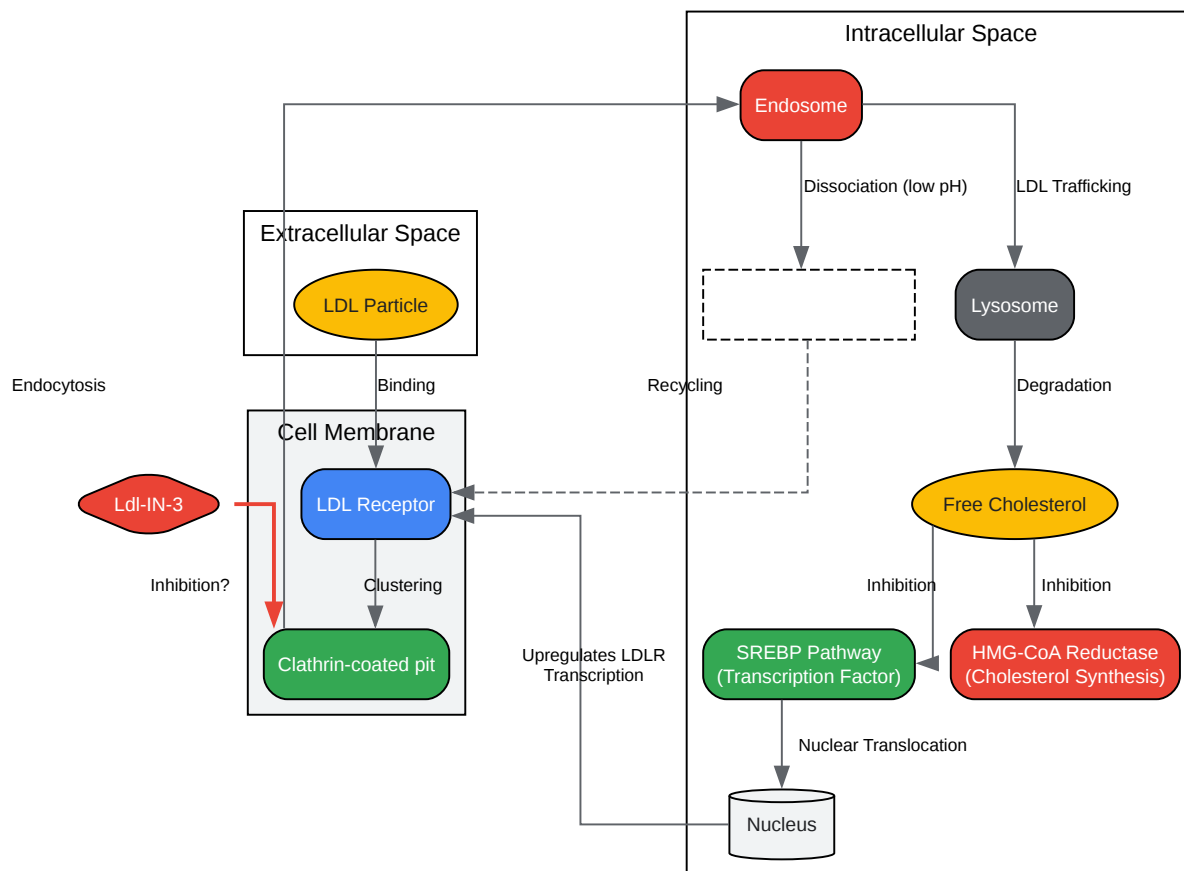 Intracellular Space
Endosome
Dissociation (low pH)
LDL Trafficking
Extracellular Space
LDL Particle
Lysosome
Endocytosis
Binding
Recycling
Degradation
Cell Membrane
Ldl-IN-3
LDL Receptor
Free Cholesterol
Inhibition?
Clustering
Inhibition
Inhibition
Clathrin-coated pit
Upregulates LDLR
Transcription
SREBP Pathway
(Transcription Factor)
HMG-CoA Reductase
(Cholesterol Synthesis)
Nuclear Translocation
Nucleus